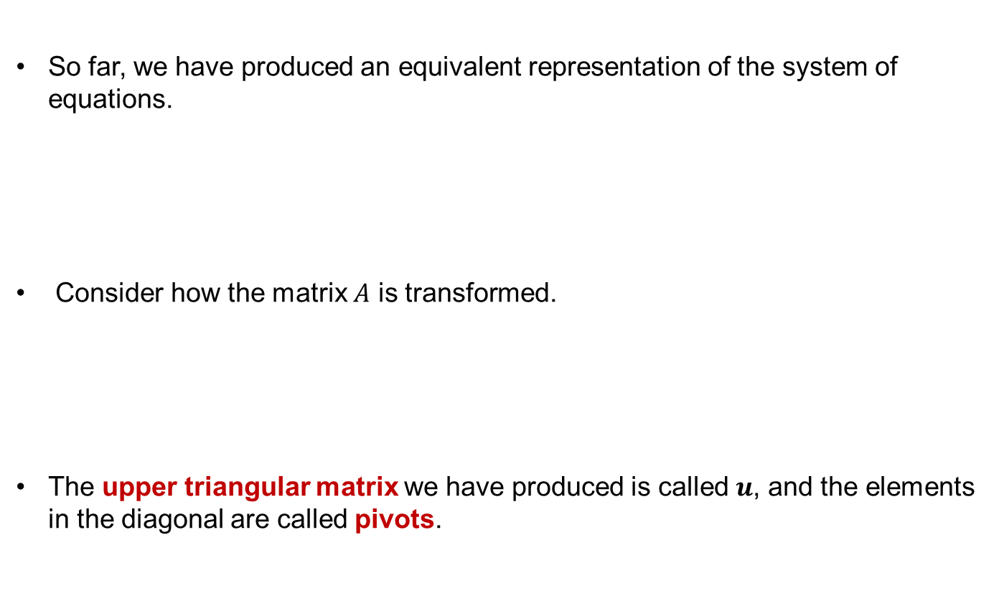 • So far, we have produced an equivalent representation of the system of
equations.
• Consider how the matrix 𝐴 is transformed.
• The upper triangular matrix we have produced is called 𝒖, and the elements
in the diagonal are called pivots.